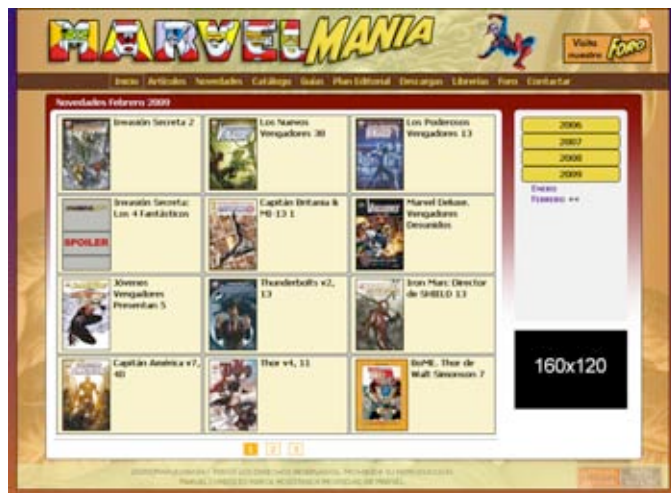 MARVELMANIA
Visita
nuestro FORO
Inicio Artículos Novedades Catálogo Guías Plan Editorial Descargas Librerías Foro Contactar
Novedades Febrero 2009
Invasión Secreta 2
Los Nuevos
Vengadores 38
Los Poderosos
Vengadores 13
Invasión Secreta:
Los 4 Fantásticos
SPOILER
Capitán Britania &
MI-13 1
Marvel Deluxe.
Vengadores
Desunidos
Jóvenes
Vengadores
Presentan 5
Thunderbolts v2,
13
Iron Man: Director
de SHIELD 13
Capitán América v7,
40
Thor v4, 11
BoME. Thor de
Walt Simonson 7
1 2 3
2006
2007
2008
2009
Enero
Febrero <<
160x120